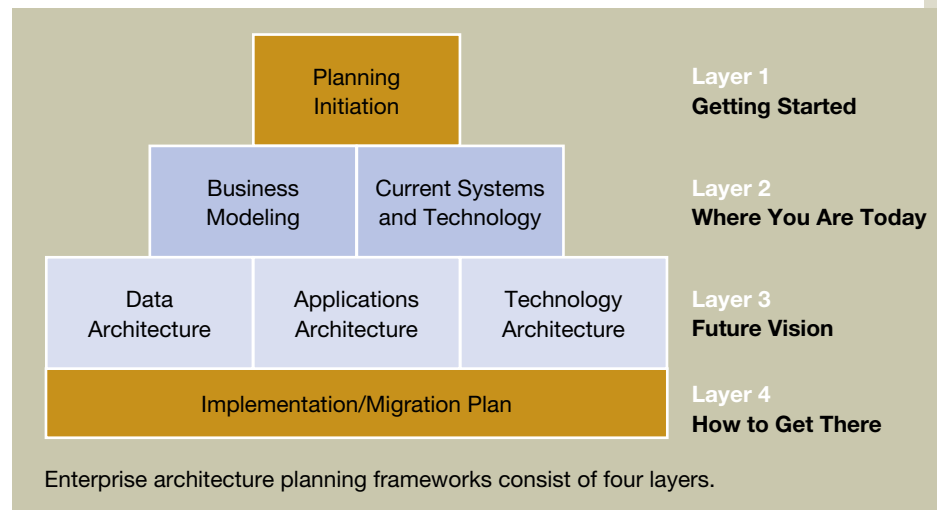 Planning
Initiation
Layer 1
Getting Started
Business
Modeling
Current Systems
and Technology
Layer 2
Where You Are Today
Data
Architecture
Applications
Architecture
Technology
Architecture
Layer 3
Future Vision
Implementation/Migration Plan
Layer 4
How to Get There
Enterprise architecture planning frameworks consist of four layers.